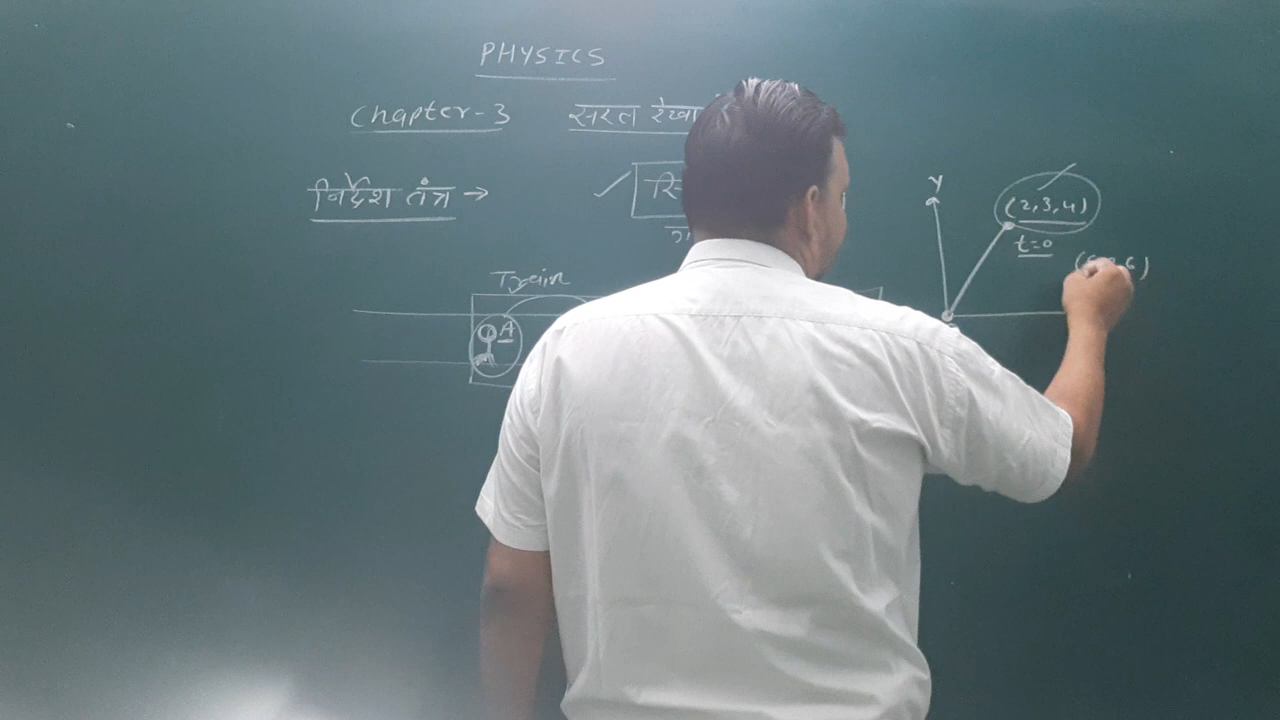 PHYSICS
Chapter-3 सरल रेखा
निर्देश तंत्र →
Train
A
Y
(2,3,4)
t=0